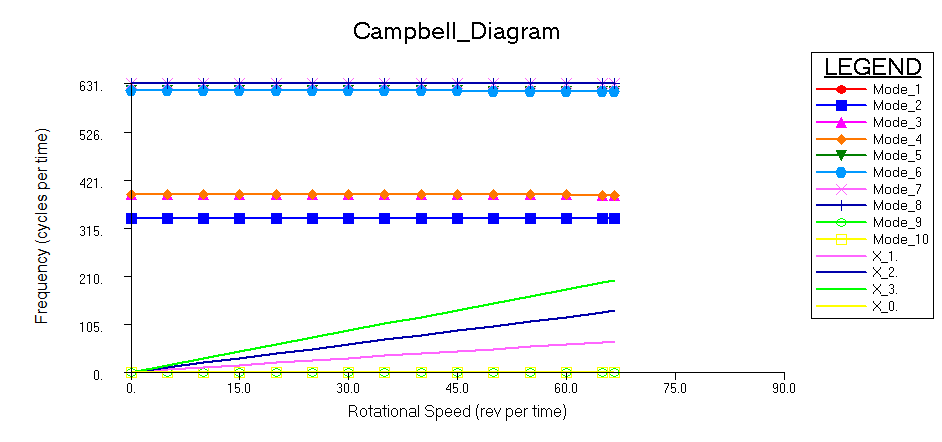 Campbell_Diagram
Frequency (cycles per time)
631.
526.
421.
315.
210.
105.
0.
0. 15.0 30.0 45.0 60.0 75.0 90.0
Rotational Speed (rev per time)
LEGEND
Mode_1
Mode_2
Mode_3
Mode_4
Mode_5
Mode_6
Mode_7
Mode_8
Mode_9
Mode_10
X_1.
X_2.
X_3.
X_0.